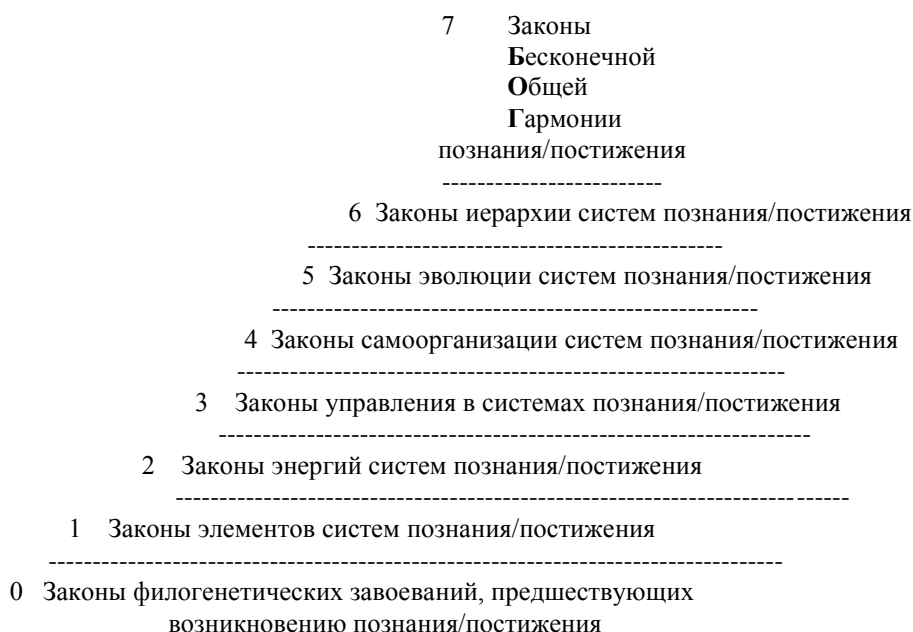 7 Законы
Бесконечной
Общей
Гармонии
познания/постижения
-------------------------
6 Законы иерархии систем познания/постижения
-----------------------------------------------
5 Законы эволюции систем познания/постижения
-------------------------------------------------------
4 Законы самоорганизации систем познания/постижения
--------------------------------------------------------------
3 Законы управления в системах познания/постижения
-------------------------------------------------------------------
2 Законы энергий систем познания/постижения
----------------------------------------------------------------------------
1 Законы элементов систем познания/постижения
-----------------------------------------------------------------------------------
0 Законы филогенетических завоеваний, предшествующих
возникновению познания/постижения